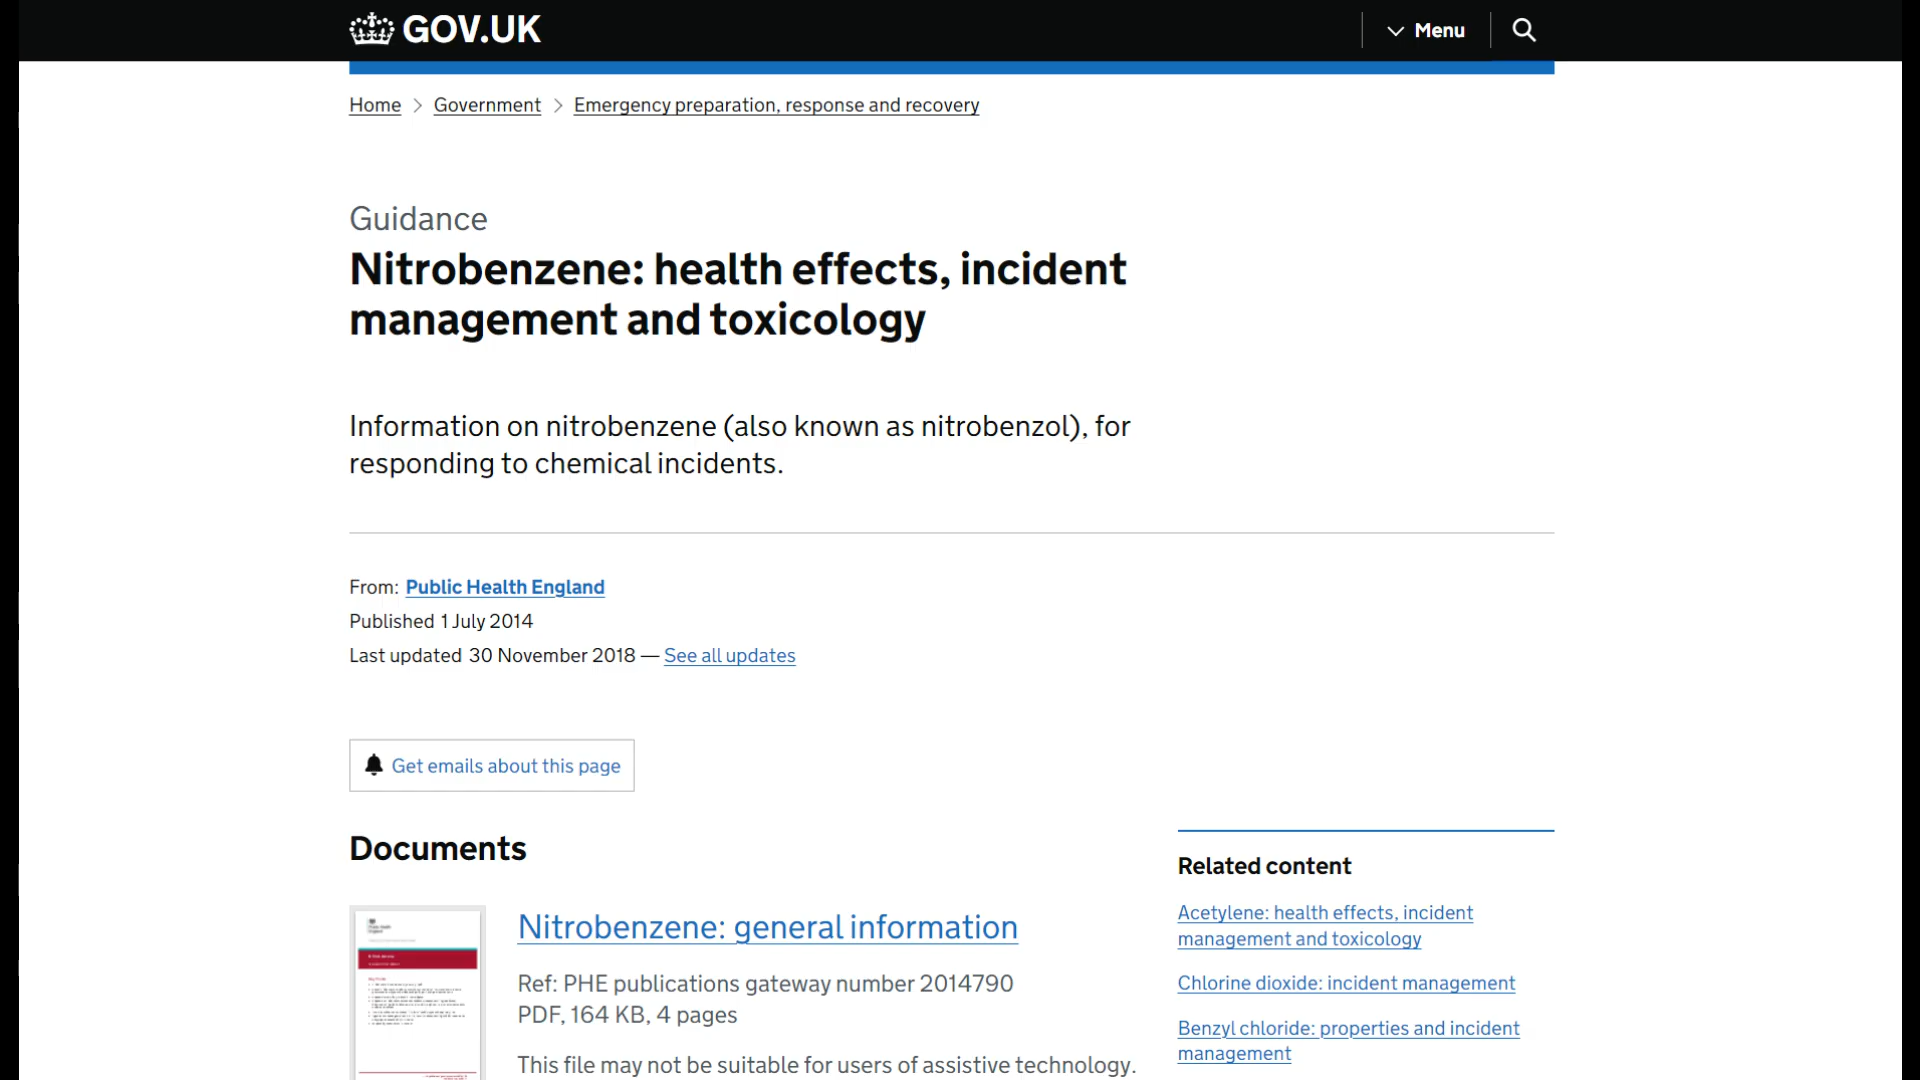 GOV.UK
Menu
Home > Government > Emergency preparation, response and recovery
Guidance
Nitrobenzene: health effects, incident
management and toxicology
Information on nitrobenzene (also known as nitrobenzol), for
responding to chemical incidents.
From: Public Health England
Published 1 July 2014
Last updated 30 November 2018 — See all updates
Get emails about this page
Documents
Nitrobenzene: general information
Ref: PHE publications gateway number 2014790
PDF, 164 KB, 4 pages
This file may not be suitable for users of assistive technology.
Related content
Acetylene: health effects, incident
management and toxicology
Chlorine dioxide: incident management
Benzyl chloride: properties and incident
management